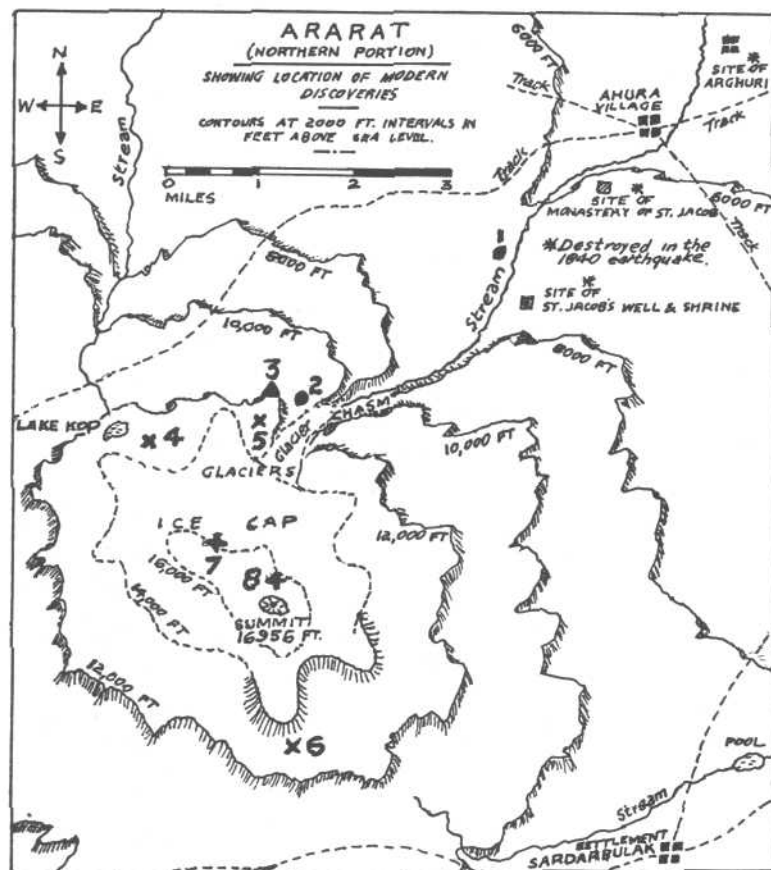 ARARAT
(NORTHERN PORTION)
SHOWING LOCATION OF MODERN
DISCOVERIES
CONTOURS AT 2000 FT. INTERVALS IN
FEET ABOVE SEA LEVEL.
0 1 2 3
MILES
N
W E
S
Stream
6000 FT
Track
AHURA
VILLAGE
SITE OF
ARGHURI
Track
Track
6000 FT
SITE OF
MONASTERY OF ST. JACOB
Track
*Destroyed in the
1840 earthquake.
SITE OF
ST. JACOB'S WELL & SHRINE
1
Stream
8000 FT
10,000 FT
8000 FT
3
2
CHASM
LAKE KOP
4
5
Glacier
GLACIERS
10,000 FT
ICE CAP
12,000 FT
7
16,000 FT
8
14,000 FT
SUMMIT
16956 FT.
12,000 FT
6
POOL
Stream
SETTLEMENT
SARDARBULAK